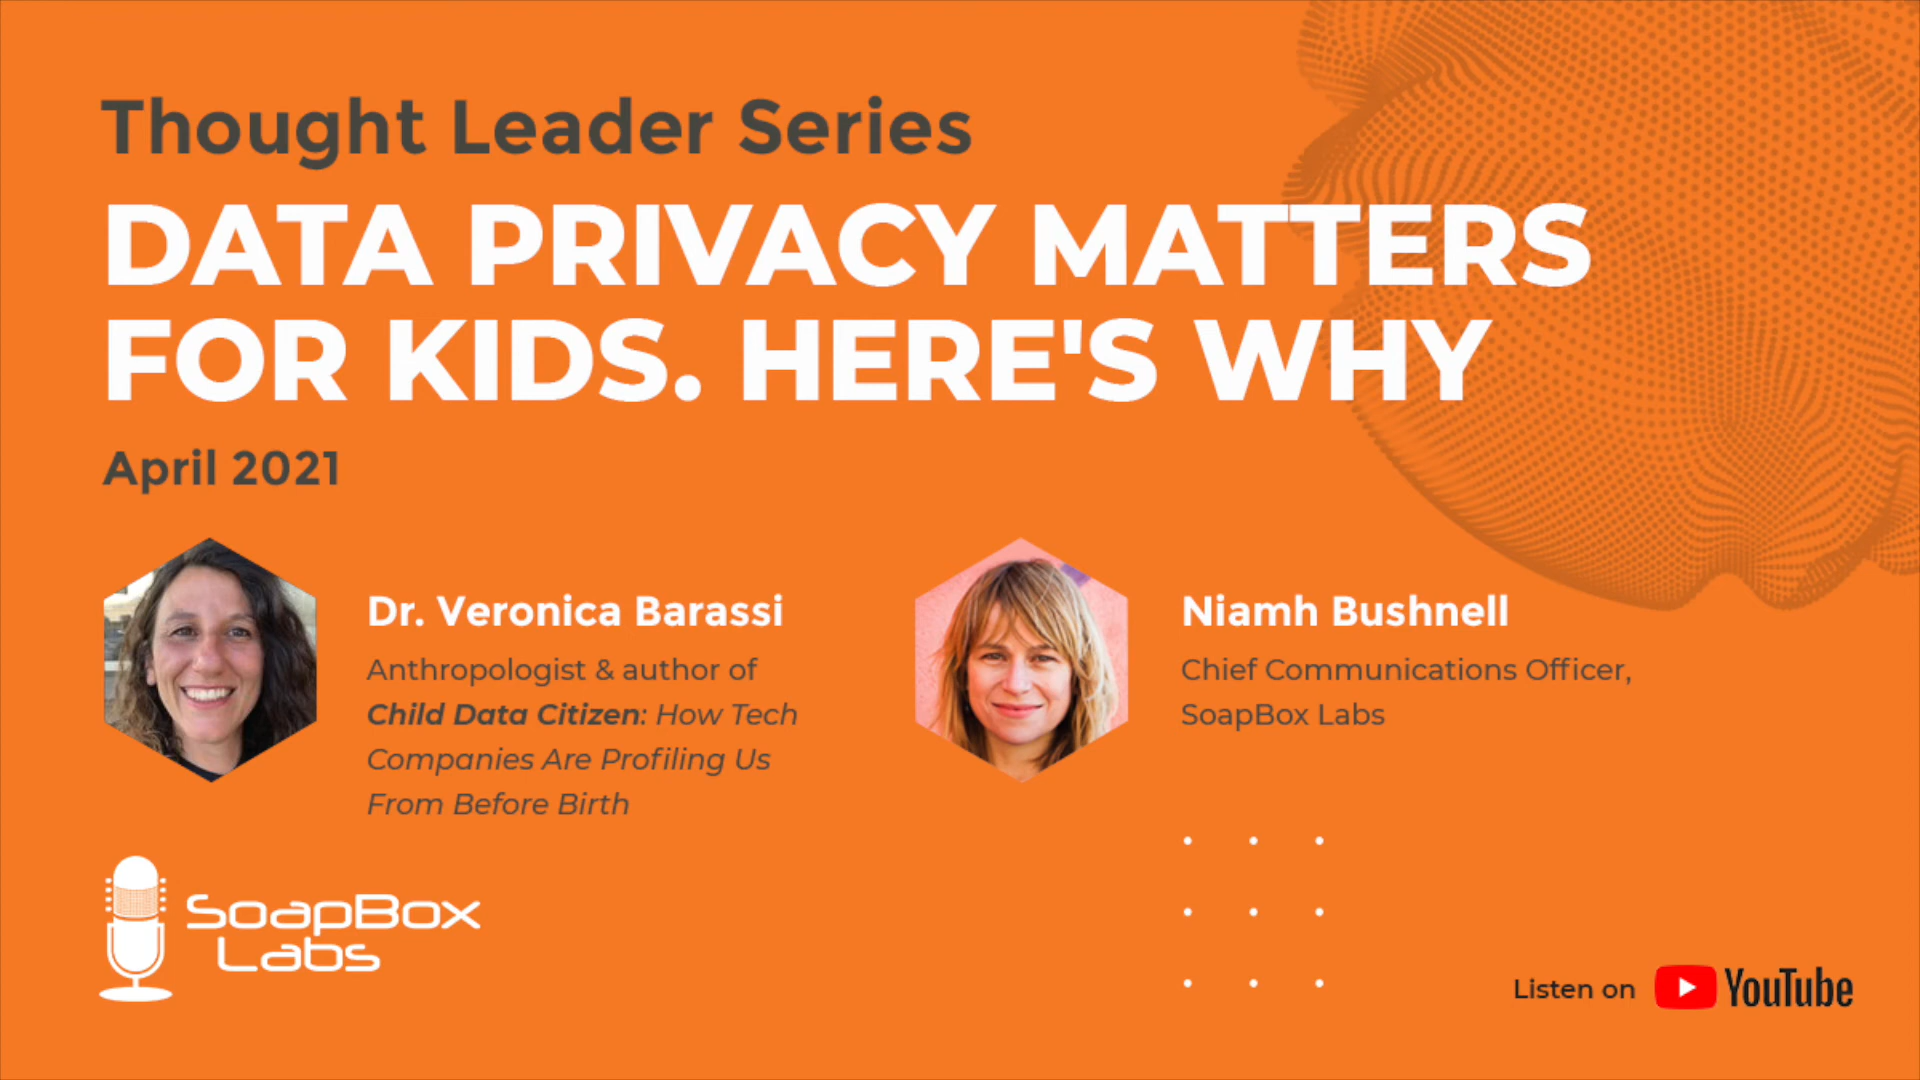 Thought Leader Series
DATA PRIVACY MATTERS
FOR KIDS. HERE'S WHY
April 2021
Dr. Veronica Barassi
Anthropologist & author of
Child Data Citizen: How Tech
Companies Are Profiling Us
From Before Birth
Niamh Bushnell
Chief Communications Officer,
SoapBox Labs
SoapBox
Labs
Listen on YouTube